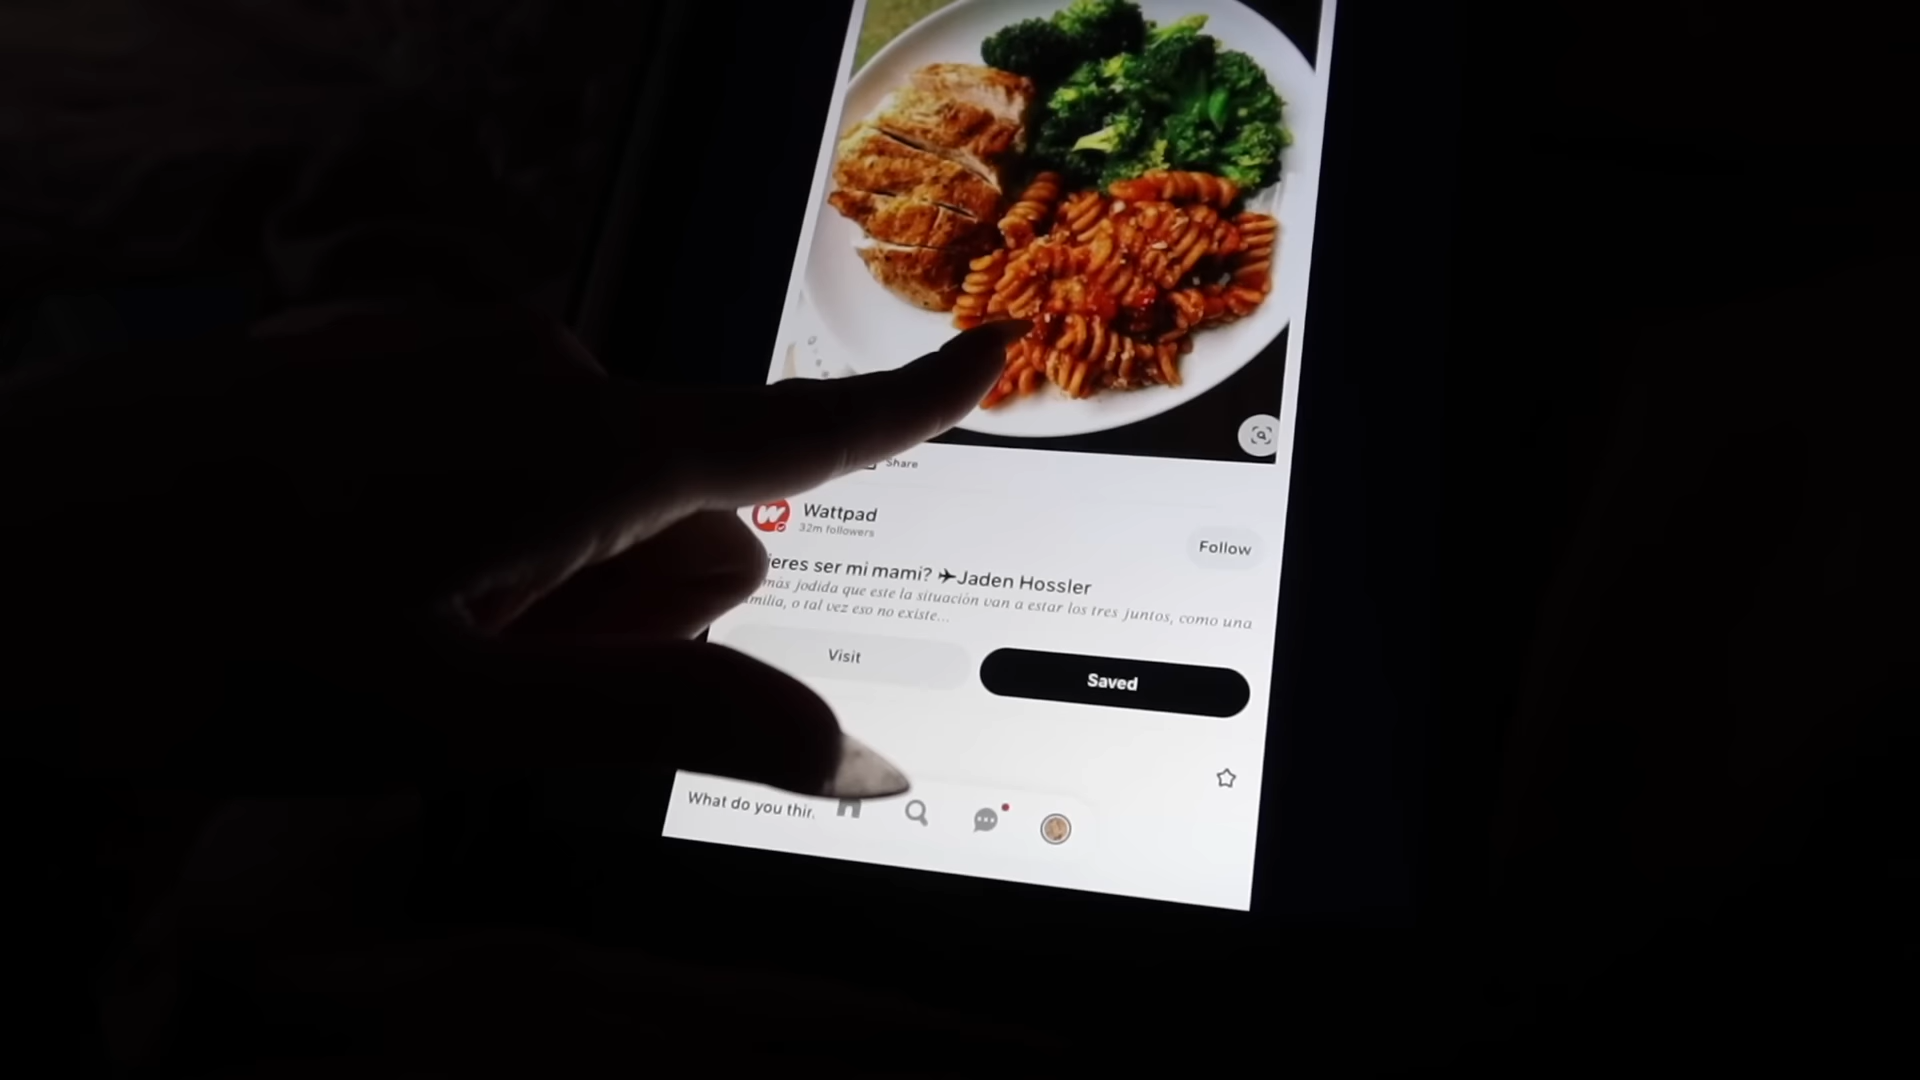 Share
Wattpad
32m followers
Follow
ieres ser mi mami? ✈Jaden Hossler
más jodida que este la situación van a estar los tres juntos, como una
milia, o tal vez eso no existe...
Visit
Saved
What do you thin